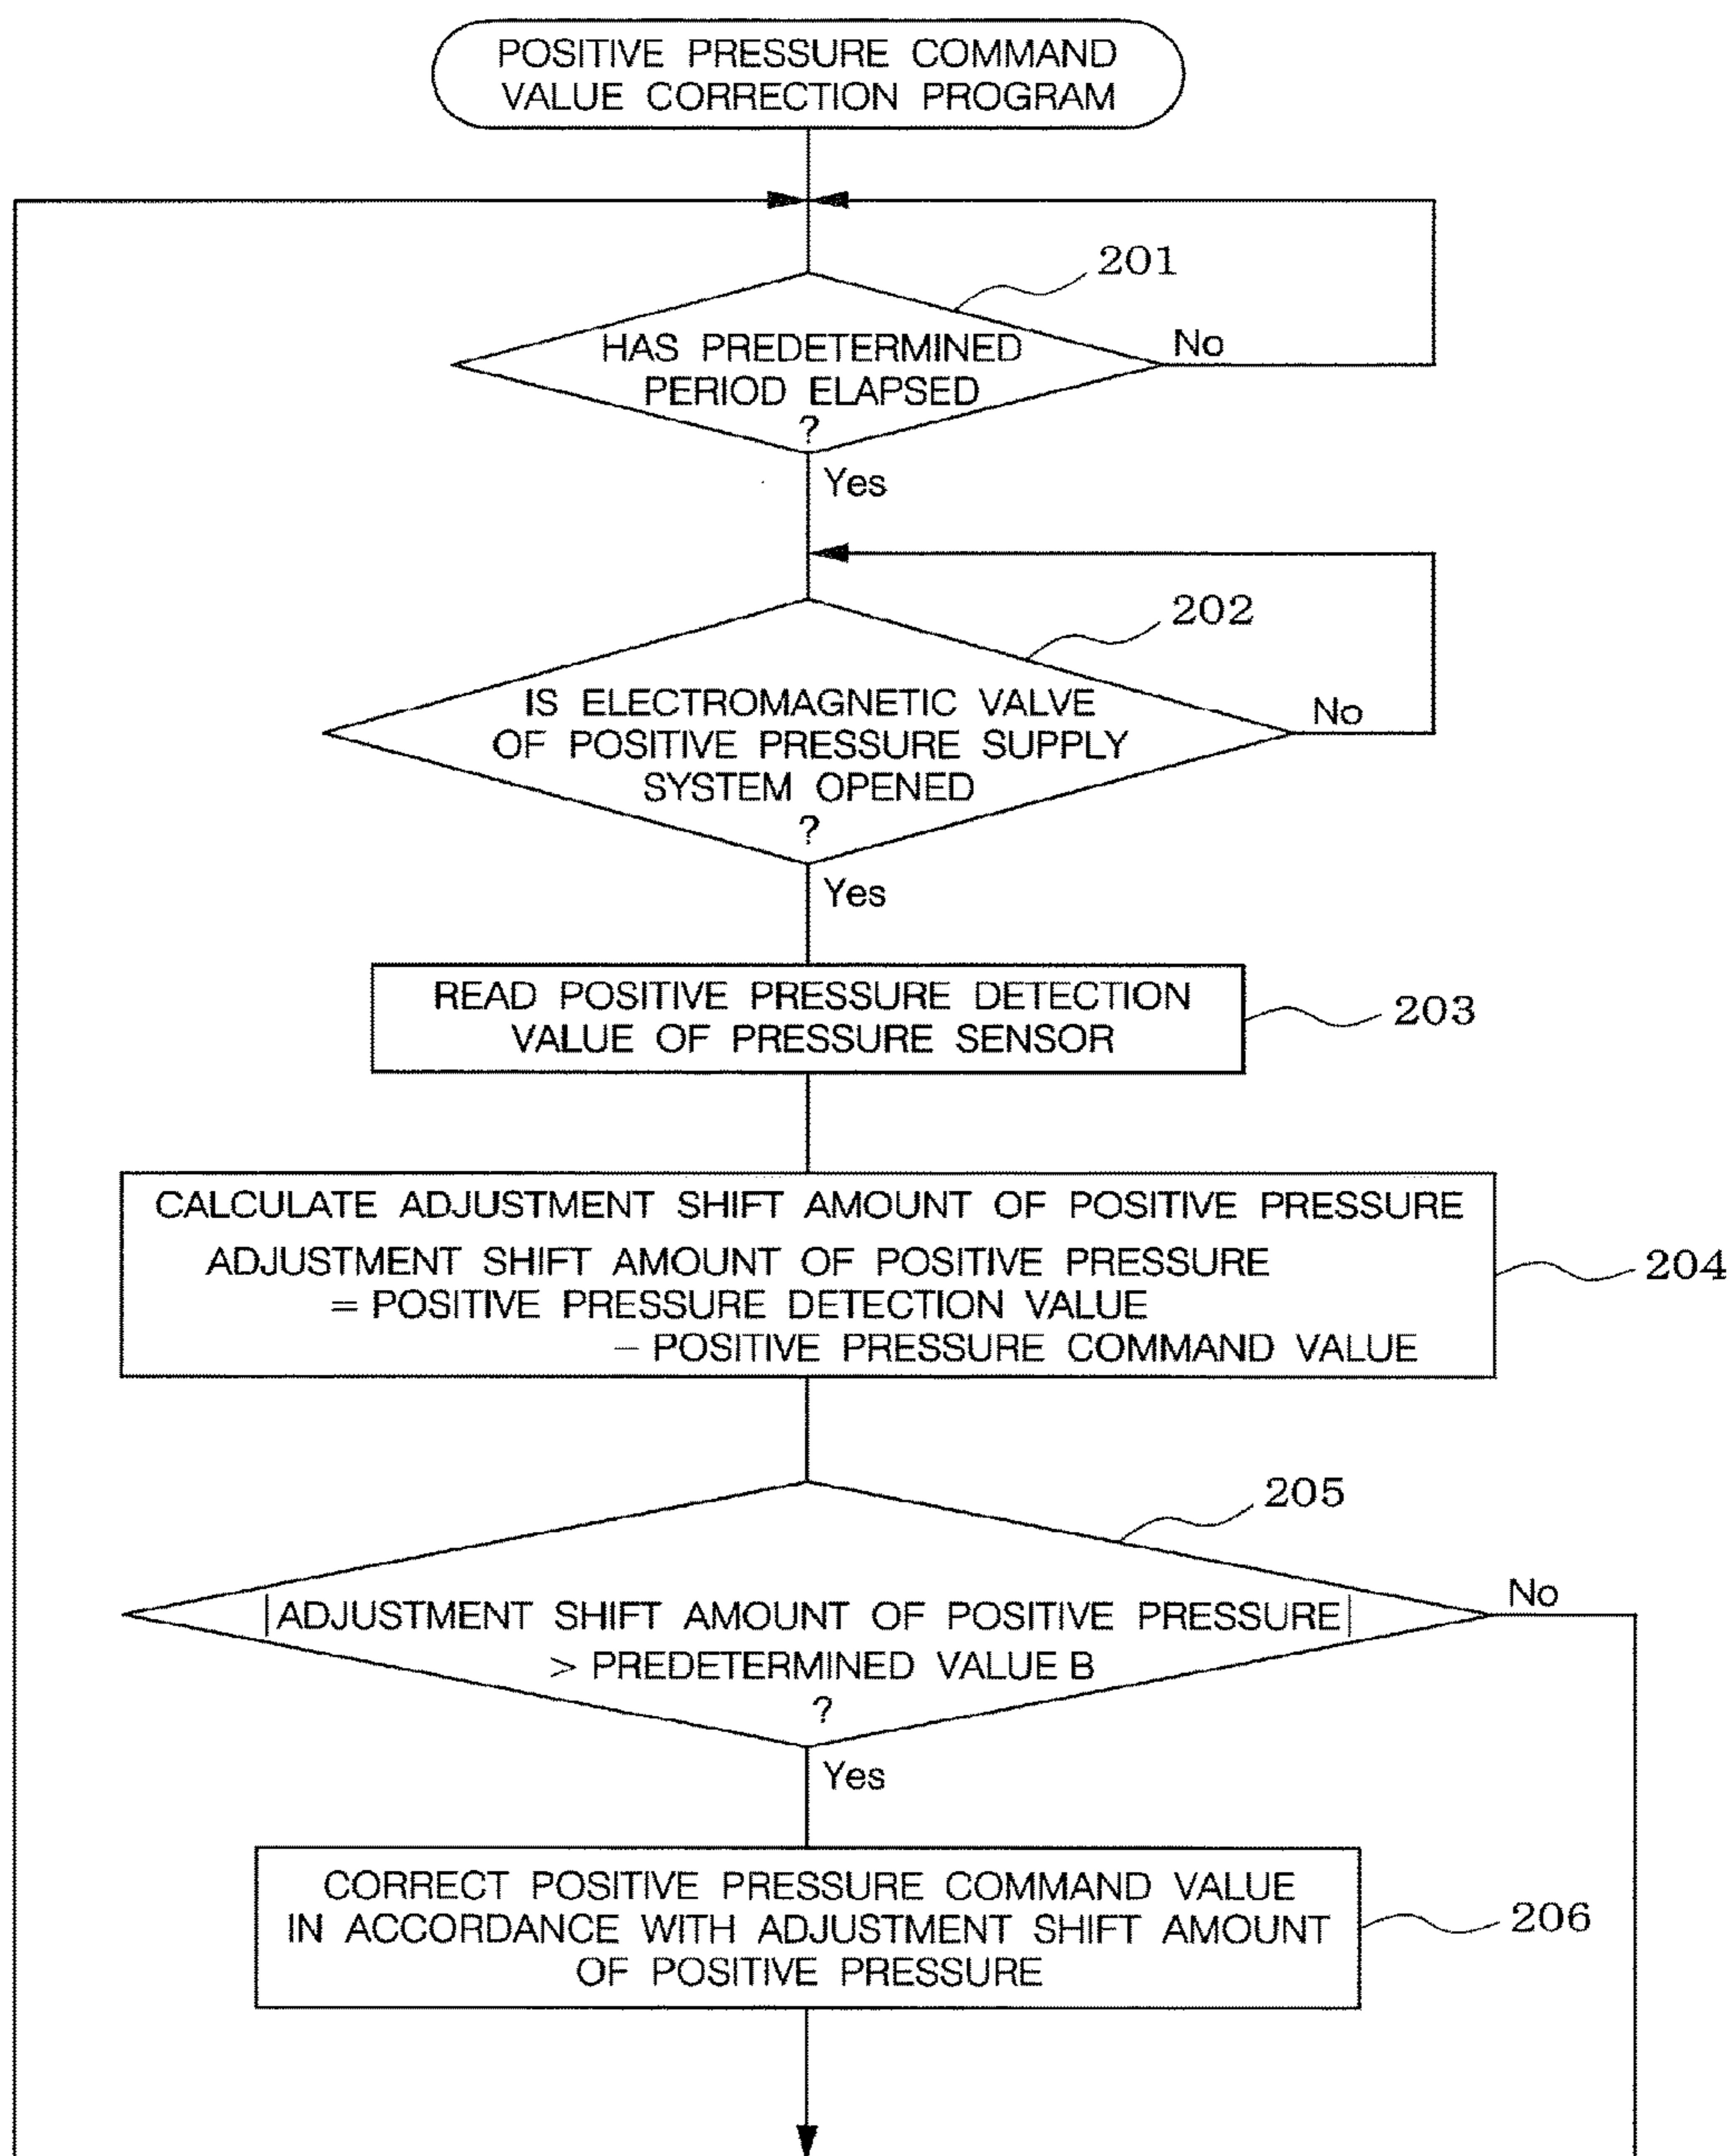 POSITIVE PRESSURE COMMAND
VALUE CORRECTION PROGRAM
201
HAS PREDETERMINED
PERIOD ELAPSED
?
No
Yes
202
IS ELECTROMAGNETIC VALVE
OF POSITIVE PRESSURE SUPPLY
SYSTEM OPENED
?
No
Yes
READ POSITIVE PRESSURE DETECTION
VALUE OF PRESSURE SENSOR
203
CALCULATE ADJUSTMENT SHIFT AMOUNT OF POSITIVE PRESSURE
ADJUSTMENT SHIFT AMOUNT OF POSITIVE PRESSURE
= POSITIVE PRESSURE DETECTION VALUE
− POSITIVE PRESSURE COMMAND VALUE
204
205
|ADJUSTMENT SHIFT AMOUNT OF POSITIVE PRESSURE|
> PREDETERMINED VALUE B
?
No
Yes
CORRECT POSITIVE PRESSURE COMMAND VALUE
IN ACCORDANCE WITH ADJUSTMENT SHIFT AMOUNT
OF POSITIVE PRESSURE
206